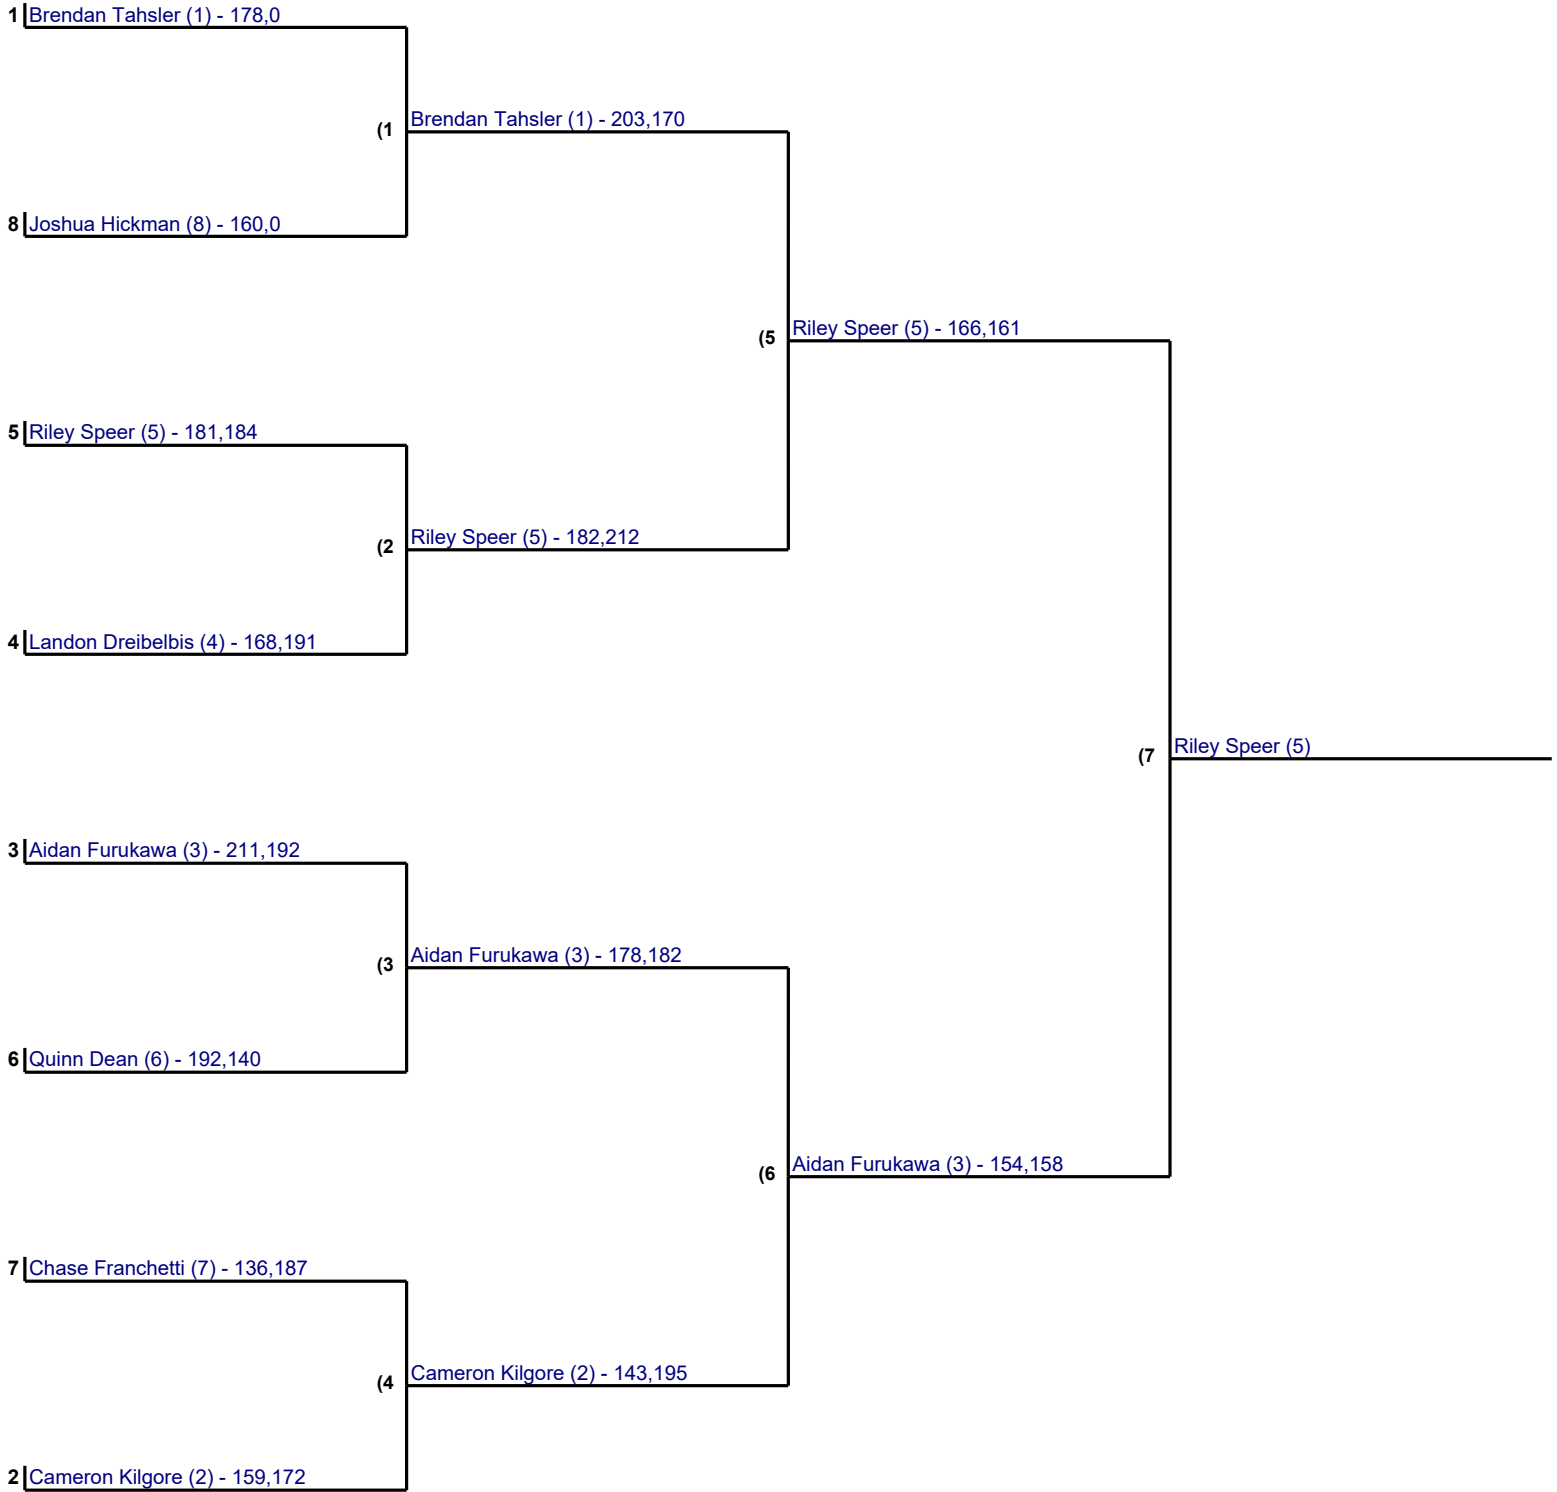 1 Brendan Tahsler (1) - 178,0
(1 Brendan Tahsler (1) - 203,170
8 Joshua Hickman (8) - 160,0
(5 Riley Speer (5) - 166,161
5 Riley Speer (5) - 181,184
(2 Riley Speer (5) - 182,212
4 Landon Dreibelbis (4) - 168,191
(7 Riley Speer (5)
3 Aidan Furukawa (3) - 211,192
(3 Aidan Furukawa (3) - 178,182
6 Quinn Dean (6) - 192,140
(6 Aidan Furukawa (3) - 154,158
7 Chase Franchetti (7) - 136,187
(4 Cameron Kilgore (2) - 143,195
2 Cameron Kilgore (2) - 159,172